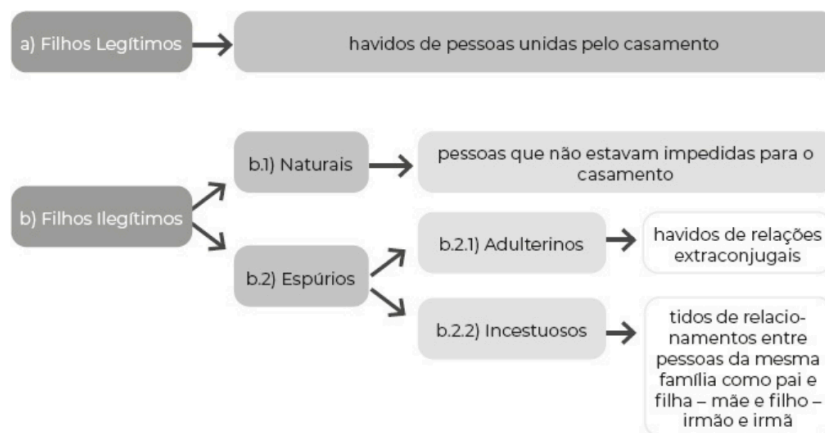 a) Filhos Legítimos
havidos de pessoas unidas pelo casamento
b) Filhos Ilegítimos
b.1) Naturais
pessoas que não estavam impedidas para o
casamento
b.2) Espúrios
b.2.1) Adulterinos
havidos de relações
extraconjugais
b.2.2) Incestuosos
tidos de relacio-
namentos entre
pessoas da mesma
família como pai e
filha – mãe e filho –
irmão e irmã